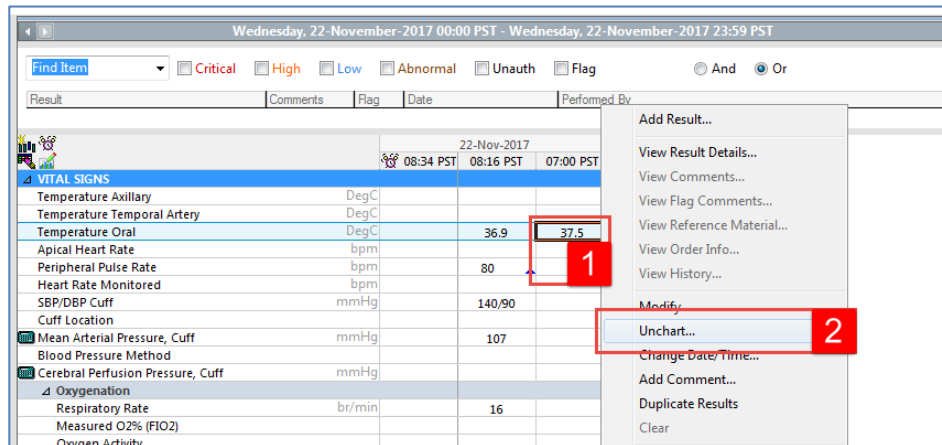 Wednesday, 22-November-2017 00:00 PST - Wednesday, 22-November-2017 23:59 PST
Find Item Critical High Low Abnormal Unauth Flag And Or
Result Comments Flag Date Performed By
22-Nov-2017
08:34 PST 08:16 PST 07:00 PST
VITAL SIGNS
Temperature Axillary DegC
Temperature Temporal Artery DegC
Temperature Oral DegC 36.9 37.5
Apical Heart Rate bpm
1
Peripheral Pulse Rate bpm 80
Heart Rate Monitored bpm
SBP/DBP Cuff mmHg 140/90
Cuff Location
Mean Arterial Pressure, Cuff mmHg 107
Blood Pressure Method
Cerebral Perfusion Pressure, Cuff mmHg
Oxygenation
Respiratory Rate br/min 16
Measured O2% (FIO2)
Oxygen Activity
Add Result...
View Result Details...
View Comments...
View Flag Comments...
View Reference Material...
View Order Info...
View History...
Modify
Unchart... 2
Change Date/Time...
Add Comment...
Duplicate Results
Clear